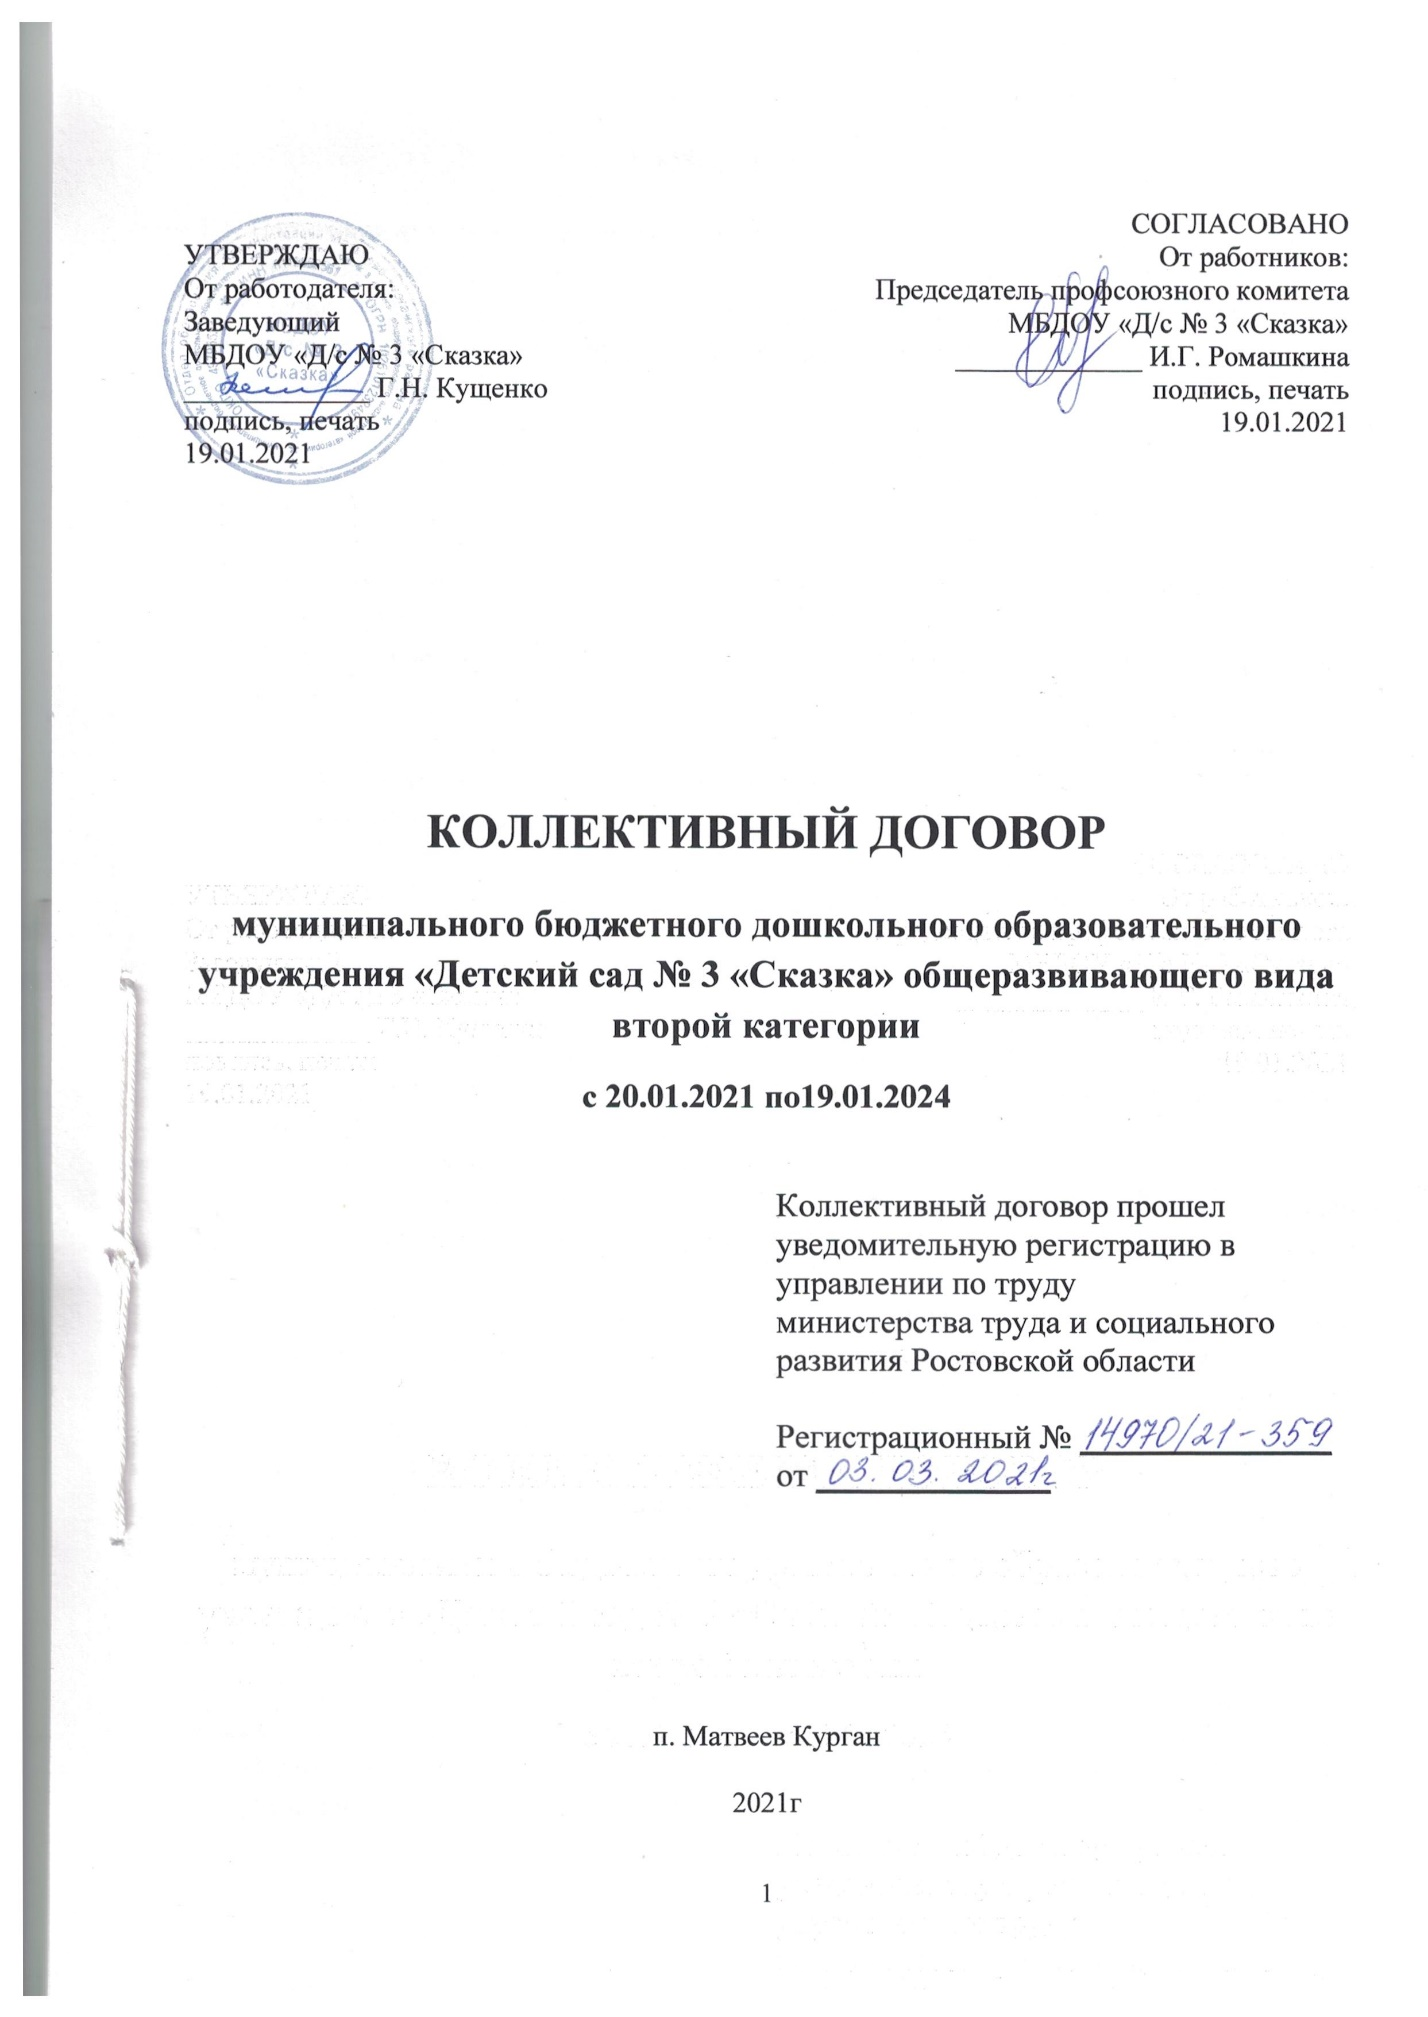 УТВЕРЖДАЮ
От работодателя:
Заведующий
МБДОУ «Д/с № 3 «Сказка»
Г.Н. Кущенко
подпись, печать
19.01.2021
СОГЛАСОВАНО
От работников:
Председатель профсоюзного комитета
МБДОУ «Д/с № 3 «Сказка»
И.Г. Ромашкина
подпись, печать
19.01.2021
«Д/с № 3
«Сказка»
КОЛЛЕКТИВНЫЙ ДОГОВОР
муниципального бюджетного дошкольного образовательного
учреждения «Детский сад № 3 «Сказка» общеразвивающего вида
второй категории
с 20.01.2021 по19.01.2024
Коллективный договор прошел
уведомительную регистрацию в
управлении по труду
министерства труда и социального
развития Ростовской области
Регистрационный № 14970/21-359
от 03. 03. 2021г
п. Матвеев Курган
2021г
1